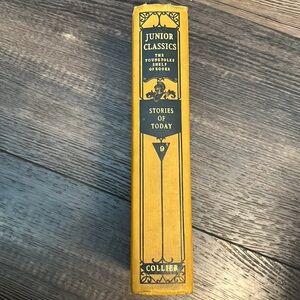 JUNIOR
CLASSICS
THE
YOUNG FOLKS
SHELF
OF BOOKS
STORIES
OF
TODAY
9
COLLIER